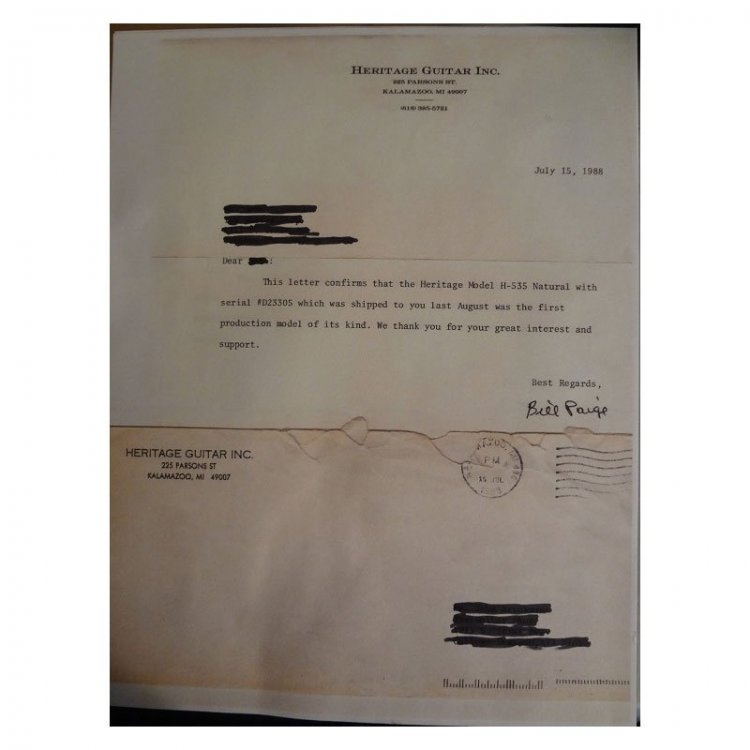 HERITAGE GUITAR INC.
225 PARSONS ST.
KALAMAZOO, MI 49007
(616) 385-5721
July 15, 1988
Dear :
This letter confirms that the Heritage Model H-535 Natural with
serial #D23305 which was shipped to you last August was the first
production model of its kind. We thank you for your great interest and
support.
Best Regards,
Bill Paige
HERITAGE GUITAR INC.
225 PARSONS ST
KALAMAZOO, MI 49007
PM
15 JUL